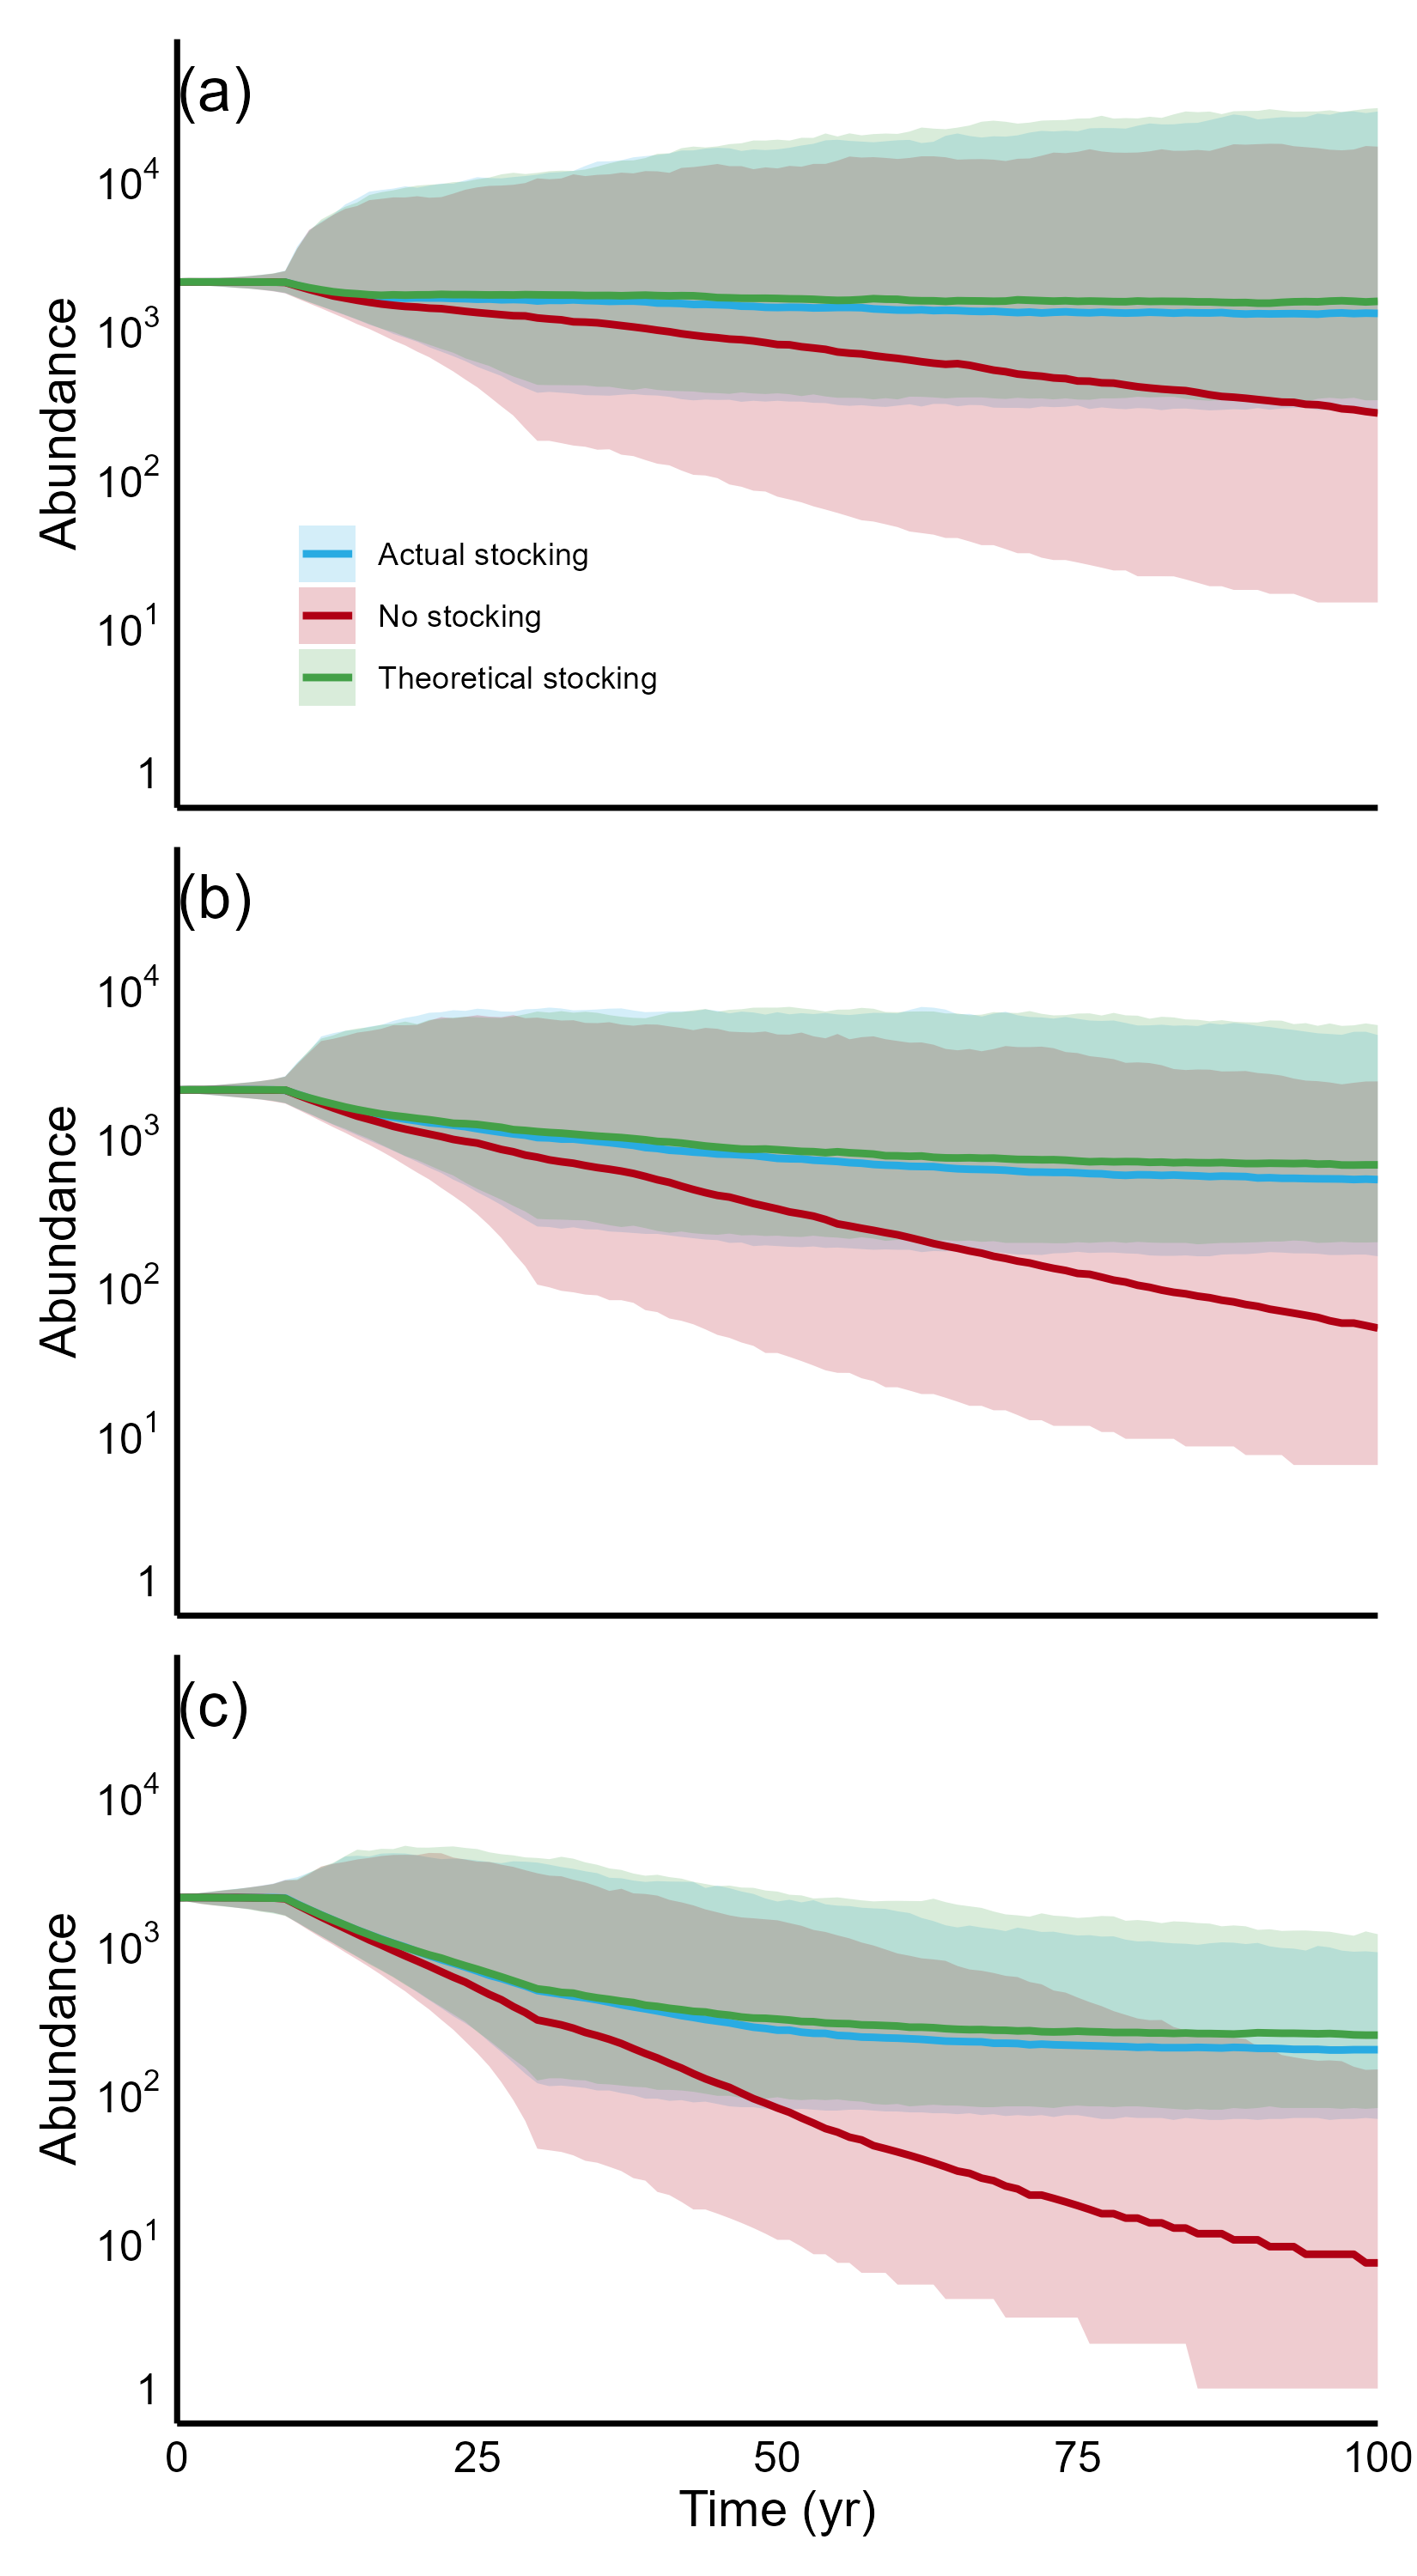 (a)
10^4
10^3
10^2
10^1
1
Abundance
Actual stocking
No stocking
Theoretical stocking
(b)
10^4
10^3
10^2
10^1
1
Abundance
(c)
10^4
10^3
10^2
10^1
1
Abundance
0 25 50 75 100
Time (yr)